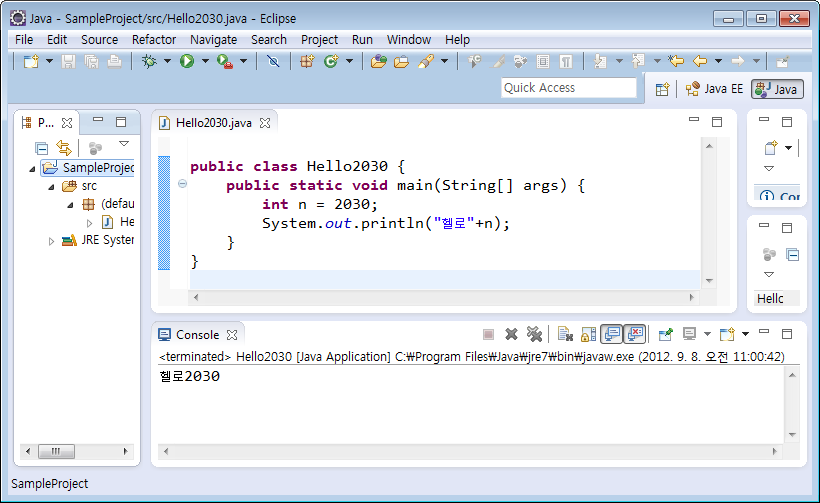 Java - SampleProject/src/Hello2030.java - Eclipse
File Edit Source Refactor Navigate Search Project Run Window Help
Quick Access
Java EE
Java
P...
SampleProjec
src
(defau
He
JRE System
Hello2030.java
public class Hello2030 {
public static void main(String[] args) {
int n = 2030;
System.out.println("헬로"+n);
}
}
Cor
Hellc
Console
<terminated> Hello2030 [Java Application] C:₩Program Files₩Java₩jre7₩bin₩javaw.exe (2012. 9. 8. 오전 11:00:42)
헬로2030
SampleProject